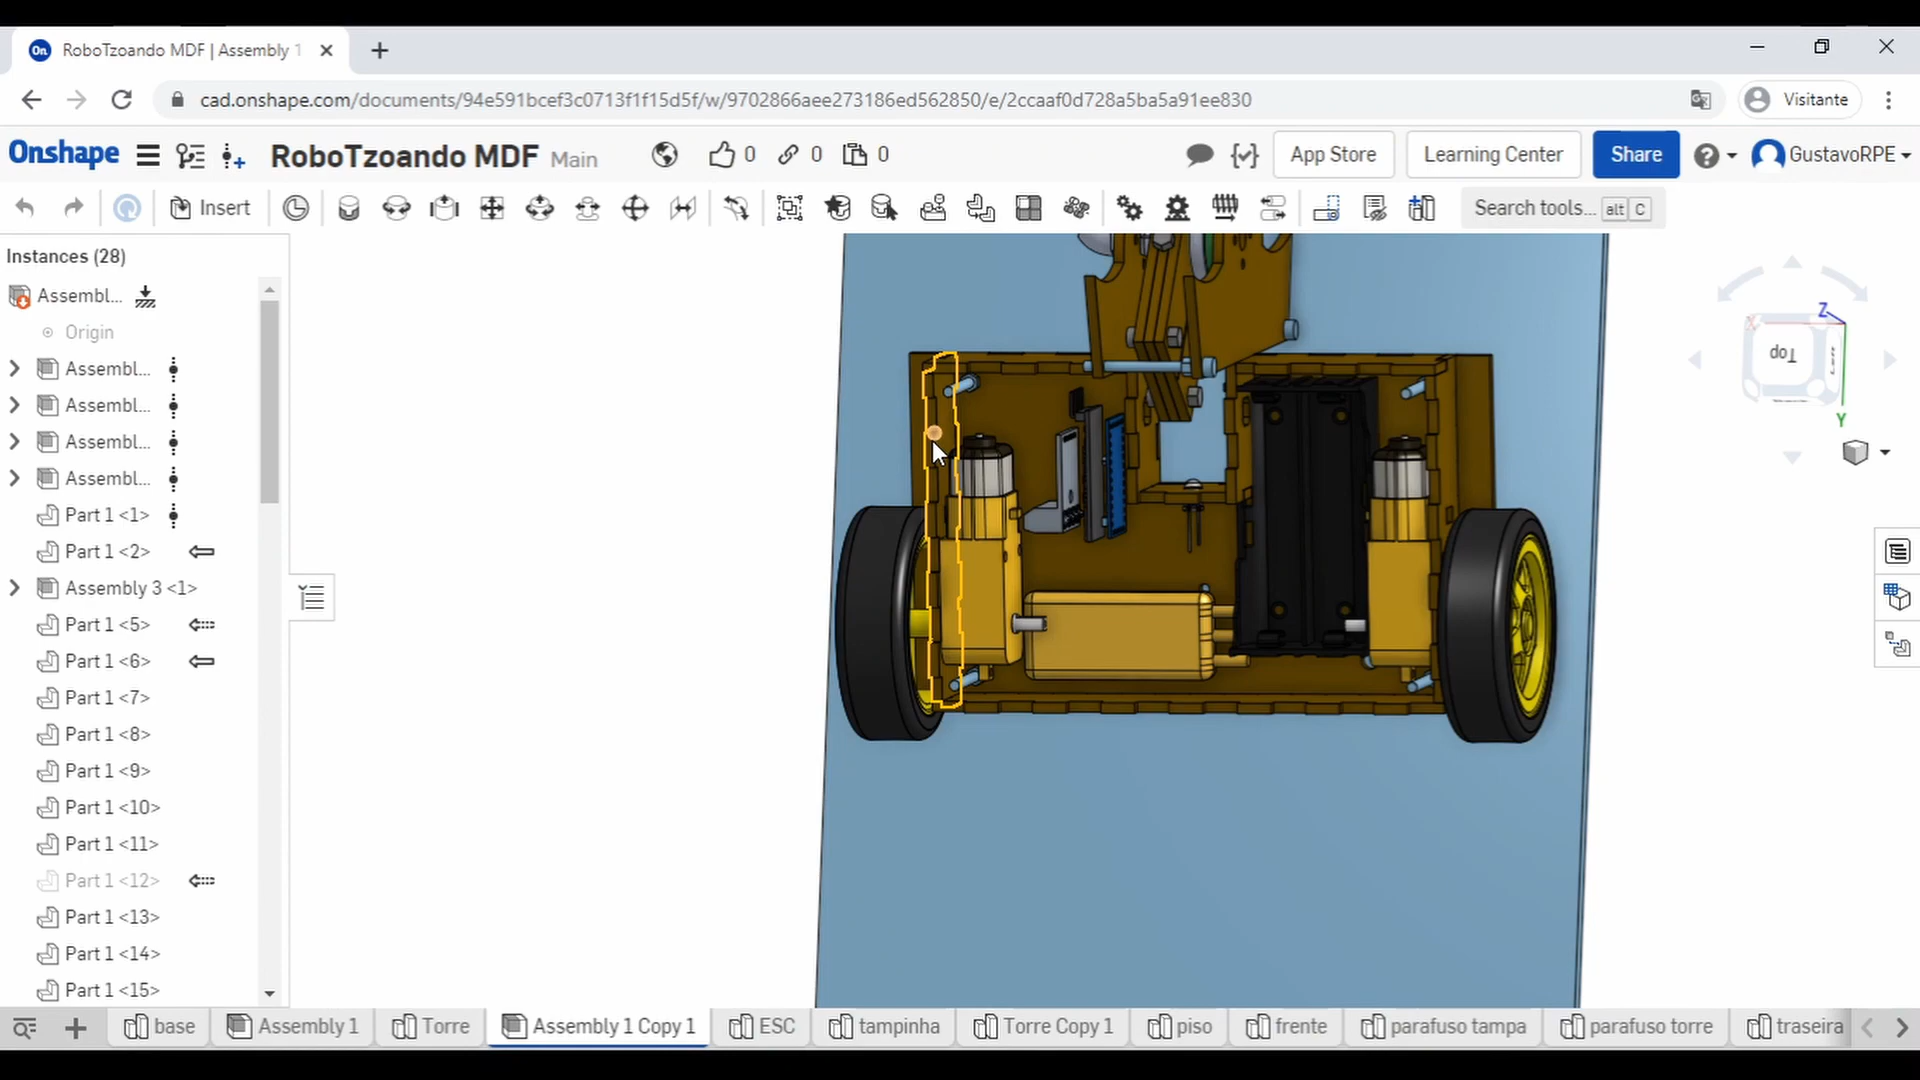 RoboTzoando MDF | Assembly 1
cad.onshape.com/documents/94e591bcef3c0713f1f15d5f/w/9702866aee273186ed562850/e/2ccaaf0d728a5ba5a91ee830
Visitante
Onshape
RoboTzoando MDF Main
0 0 0
App Store
Learning Center
Share
GustavoRPE
Insert
Search tools... alt C
Instances (28)
Assembl...
Origin
Assembl...
Assembl...
Assembl...
Assembl...
Part 1 <1>
Part 1 <2>
Assembly 3 <1>
Part 1 <5>
Part 1 <6>
Part 1 <7>
Part 1 <8>
Part 1 <9>
Part 1 <10>
Part 1 <11>
Part 1 <12>
Part 1 <13>
Part 1 <14>
Part 1 <15>
Z
X
Top
Left
Y
base
Assembly 1
Torre
Assembly 1 Copy 1
ESC
tampinha
Torre Copy 1
piso
frente
parafuso tampa
parafuso torre
traseira